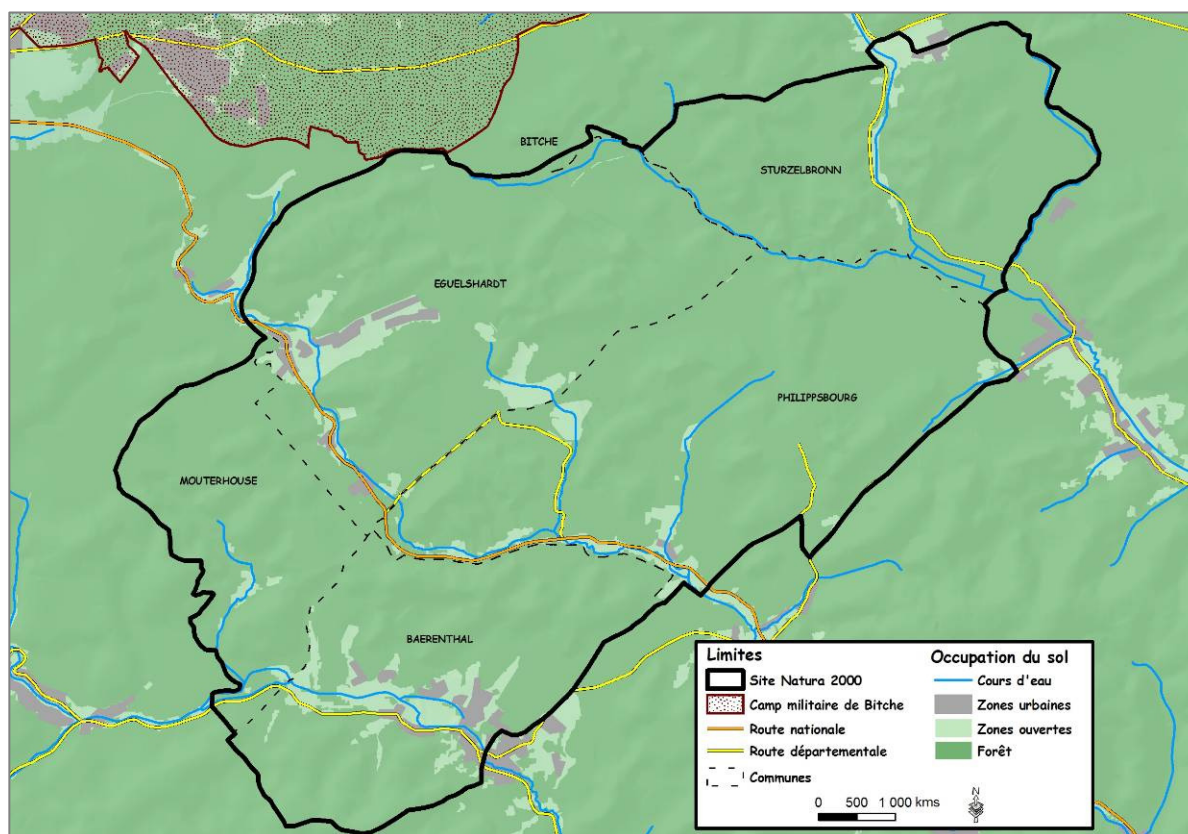 BITCHE
STURZELBRONN
EGUELSHARDT
PHILIPPSBOURG
MOUTERHOUSE
BAERENTHAL
Limites
Site Natura 2000
Camp militaire de Bitche
Route nationale
Route départementale
Communes
Occupation du sol
Cours d'eau
Zones urbaines
Zones ouvertes
Forêt
0 500 1 000 kms
N